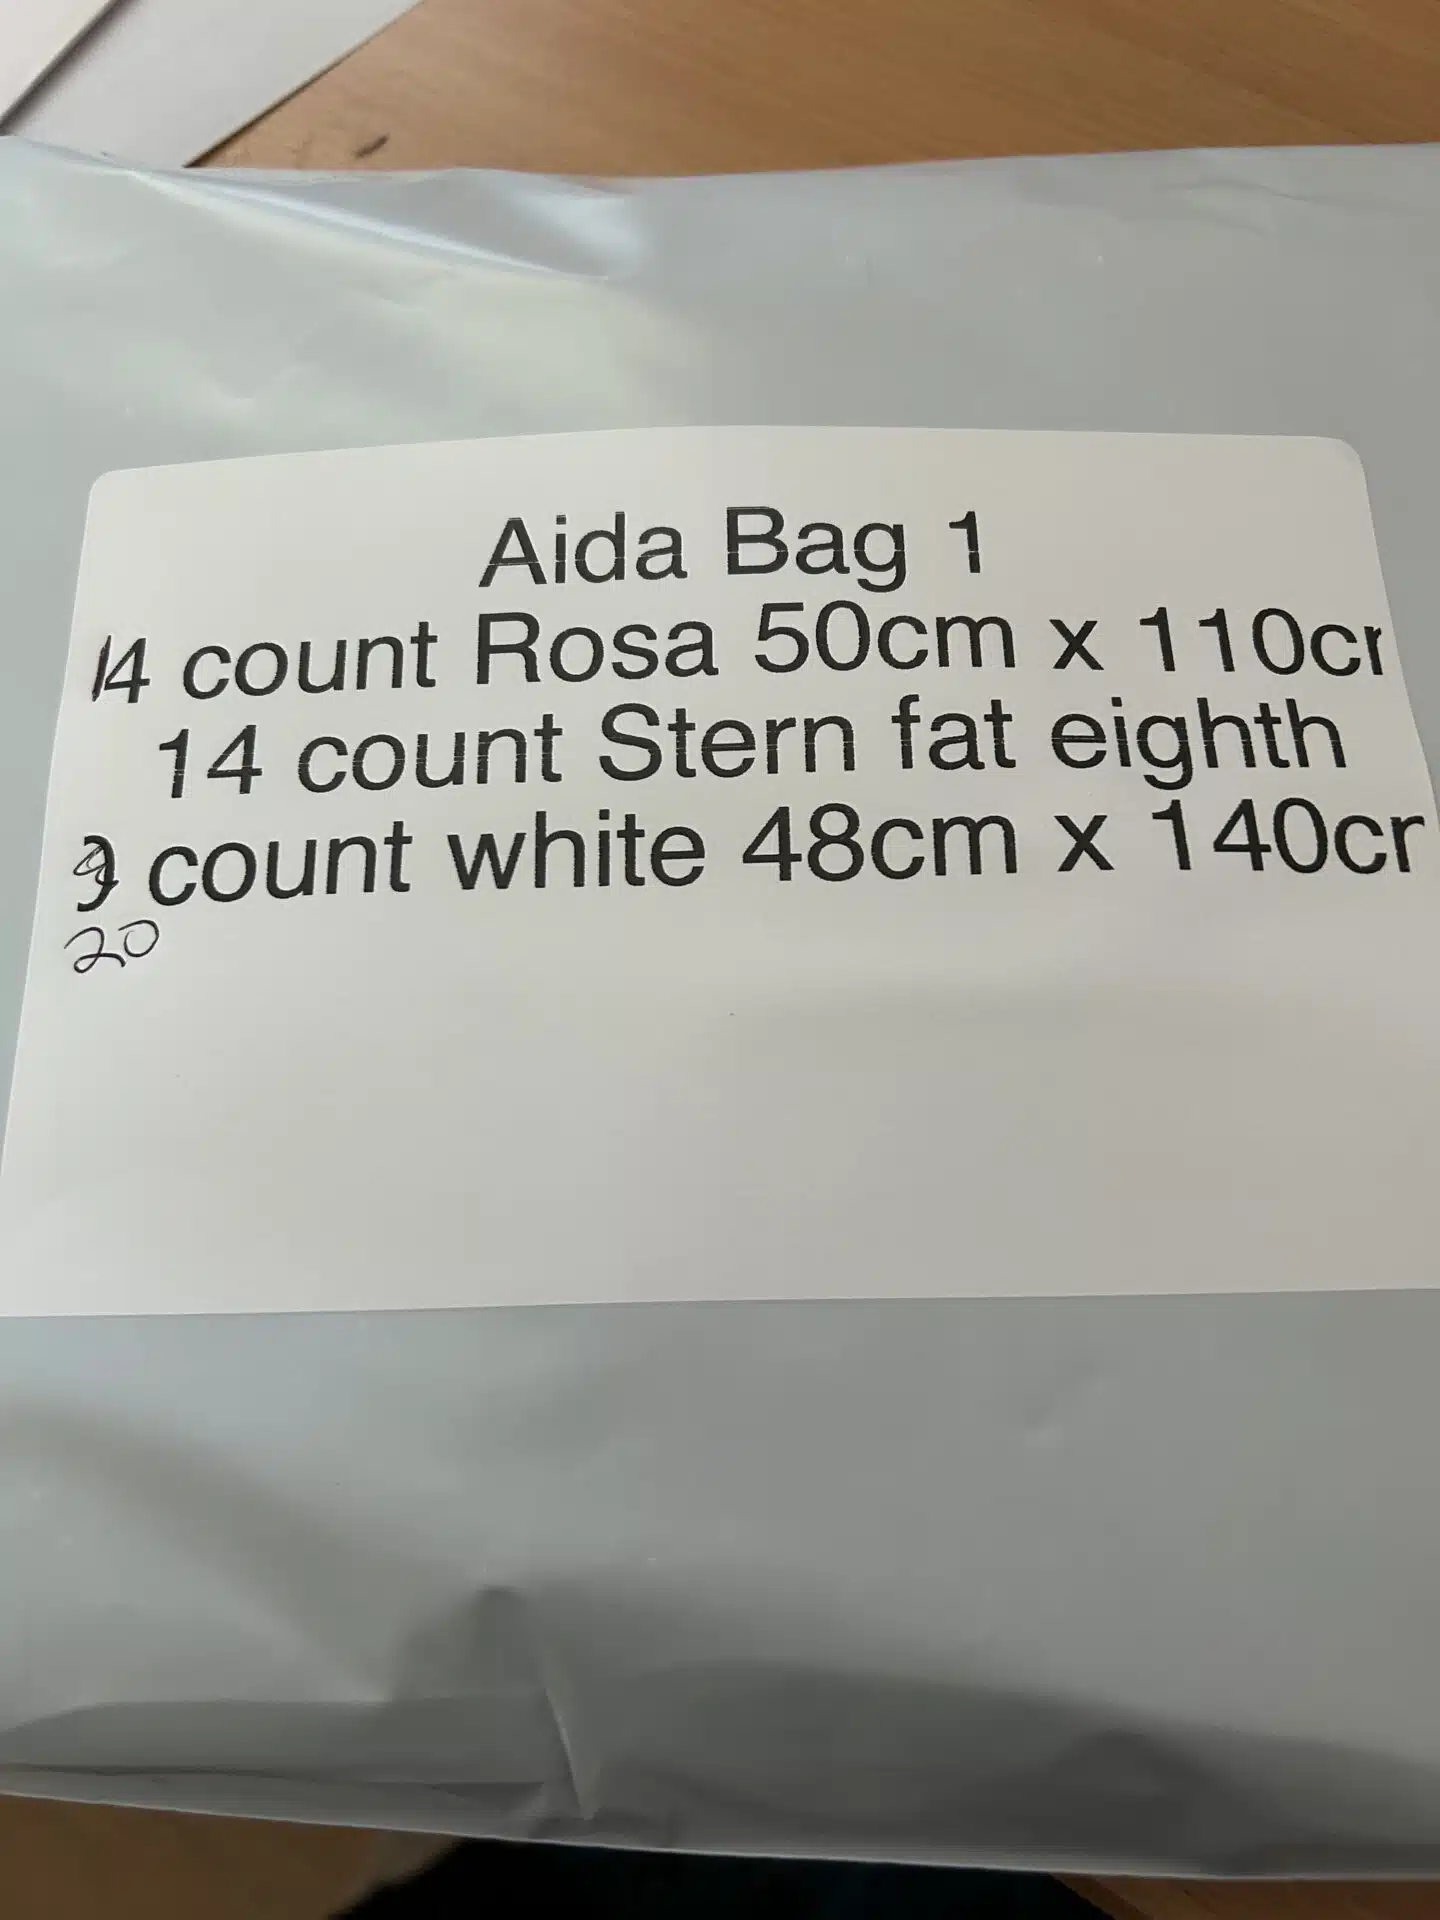 Aida Bag 1
14 count Rosa 50cm x 110cr
14 count Stern fat eighth
count white 48cm x 140cr
20